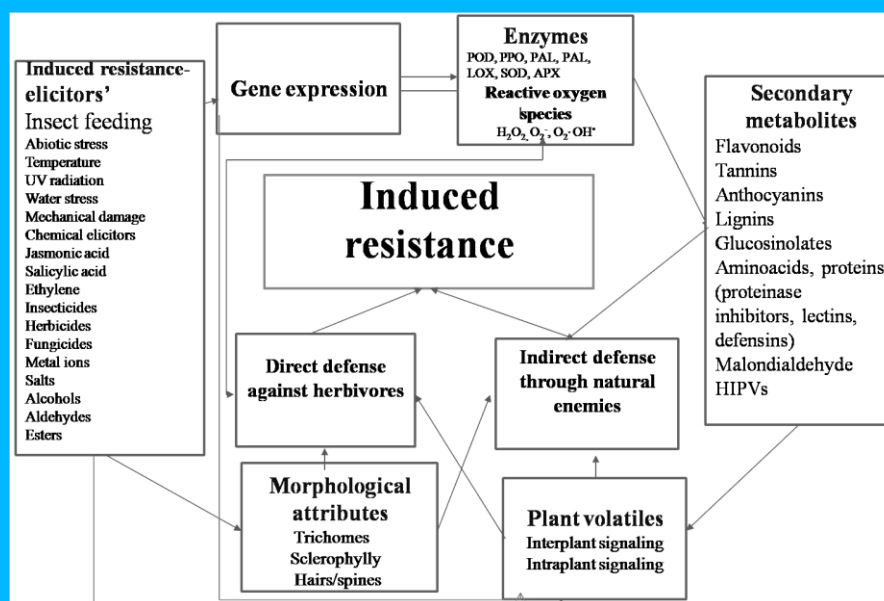 Induced resistance-
elicitors’
Insect feeding
Abiotic stress
Temperature
UV radiation
Water stress
Mechanical damage
Chemical elicitors
Jasmonic acid
Salicylic acid
Ethylene
Insecticides
Herbicides
Fungicides
Metal ions
Salts
Alcohols
Aldehydes
Esters
Gene expression
Enzymes
POD, PPO, PAL, PAL,
LOX, SOD, APX
Reactive oxygen
species
H₂O₂, O₂⁻, O₂·OH•
Secondary
metabolites
Flavonoids
Tannins
Anthocyanins
Lignins
Glucosinolates
Aminoacids, proteins
(proteinase
inhibitors, lectins,
defensins)
Malondialdehyde
HIPVs
Induced
resistance
Direct defense
against herbivores
Indirect defense
through natural
enemies
Morphological
attributes
Trichomes
Sclerophylly
Hairs/spines
Plant volatiles
Interplant signaling
Intraplant signaling